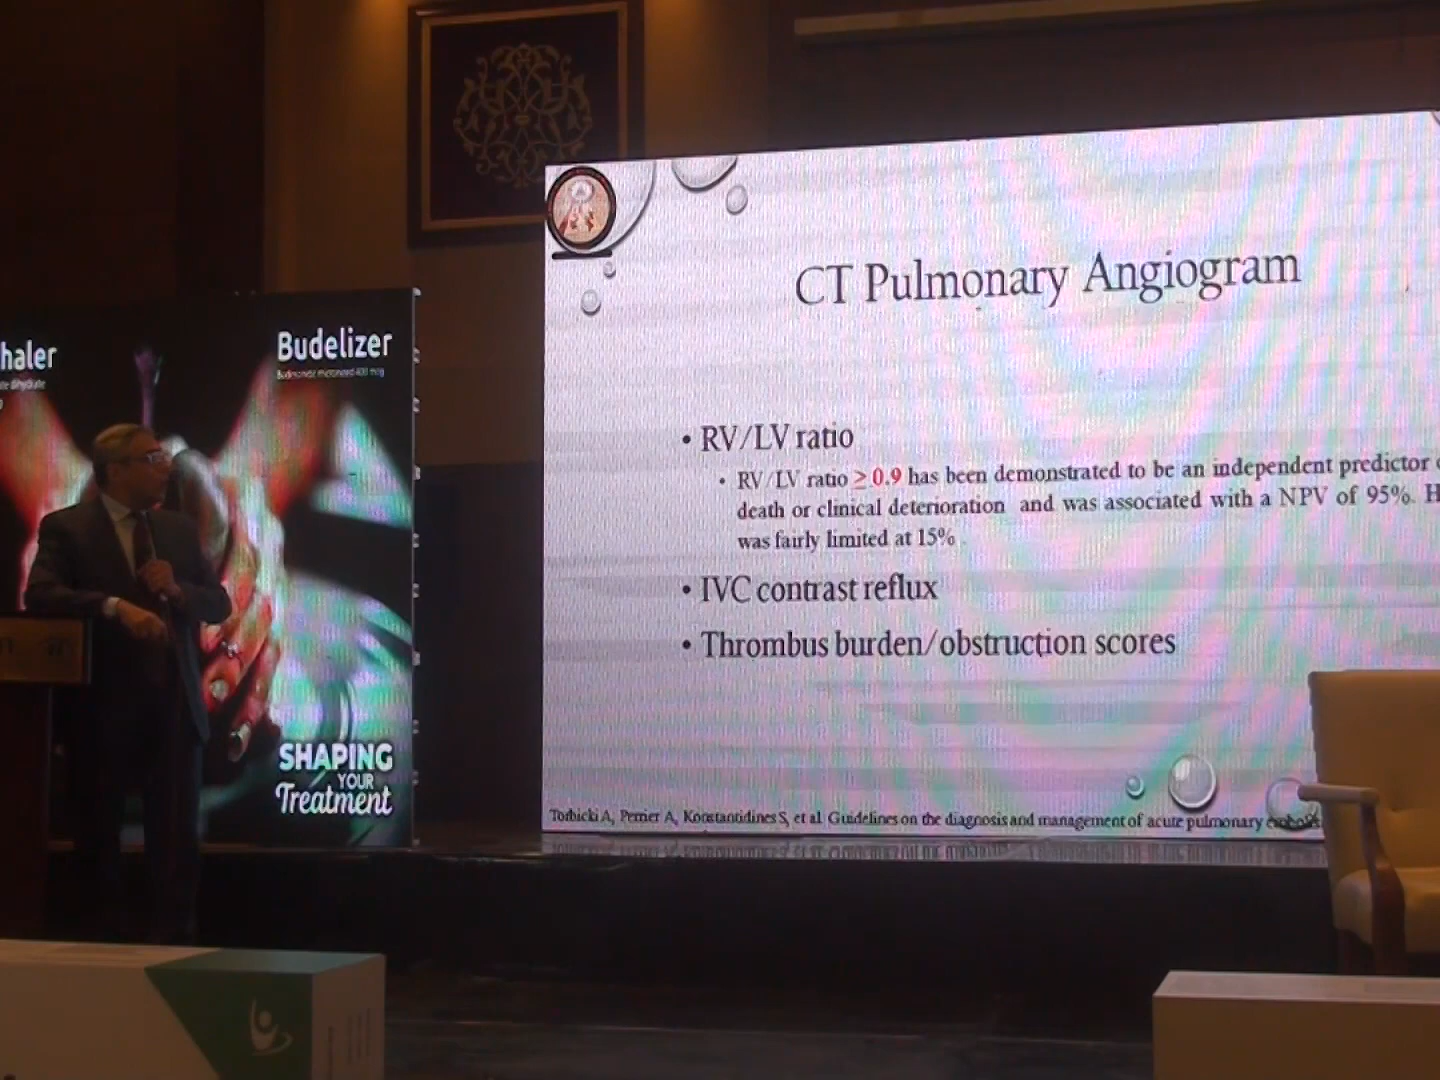 haler
Budelizer
SHAPING
YOUR
Treatment
CT Pulmonary Angiogram
• RV/LV ratio
• RV/LV ratio ≥ 0.9 has been demonstrated to be an independent predictor
death or clinical deterioration and was associated with a NPV of 95%. H
was fairly limited at 15%
• IVC contrast reflux
• Thrombus burden/obstruction scores
Torbicki A, Perrier A, Konstantinides S, et al. Guidelines on the diagnosis and management of acute pulmonary